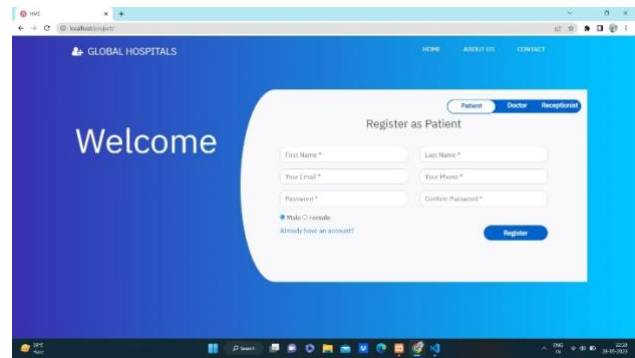 HMS
localhost/project/
GLOBAL HOSPITALS
HOME ABOUT US CONTACT
Welcome
Patient Doctor Receptionist
Register as Patient
First Name * Last Name *
Your Email * Your Phone *
Password * Confirm Password *
Male Female
Already have an account?
Register
Search
ENG